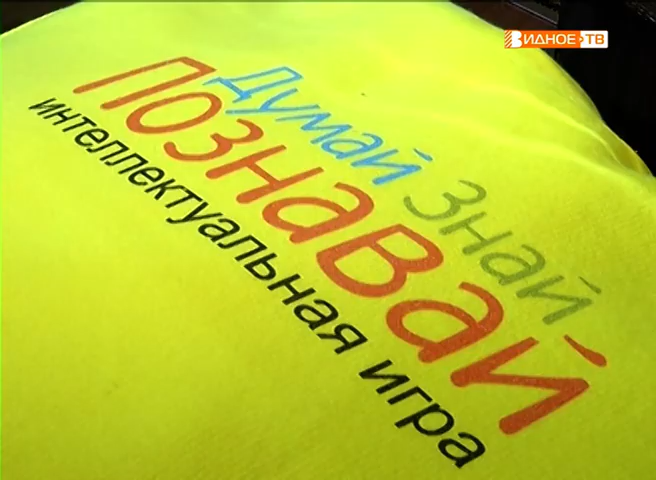 ВИДНОЕ-ТВ
Думай Знай
Познавай
интеллектуальная игра